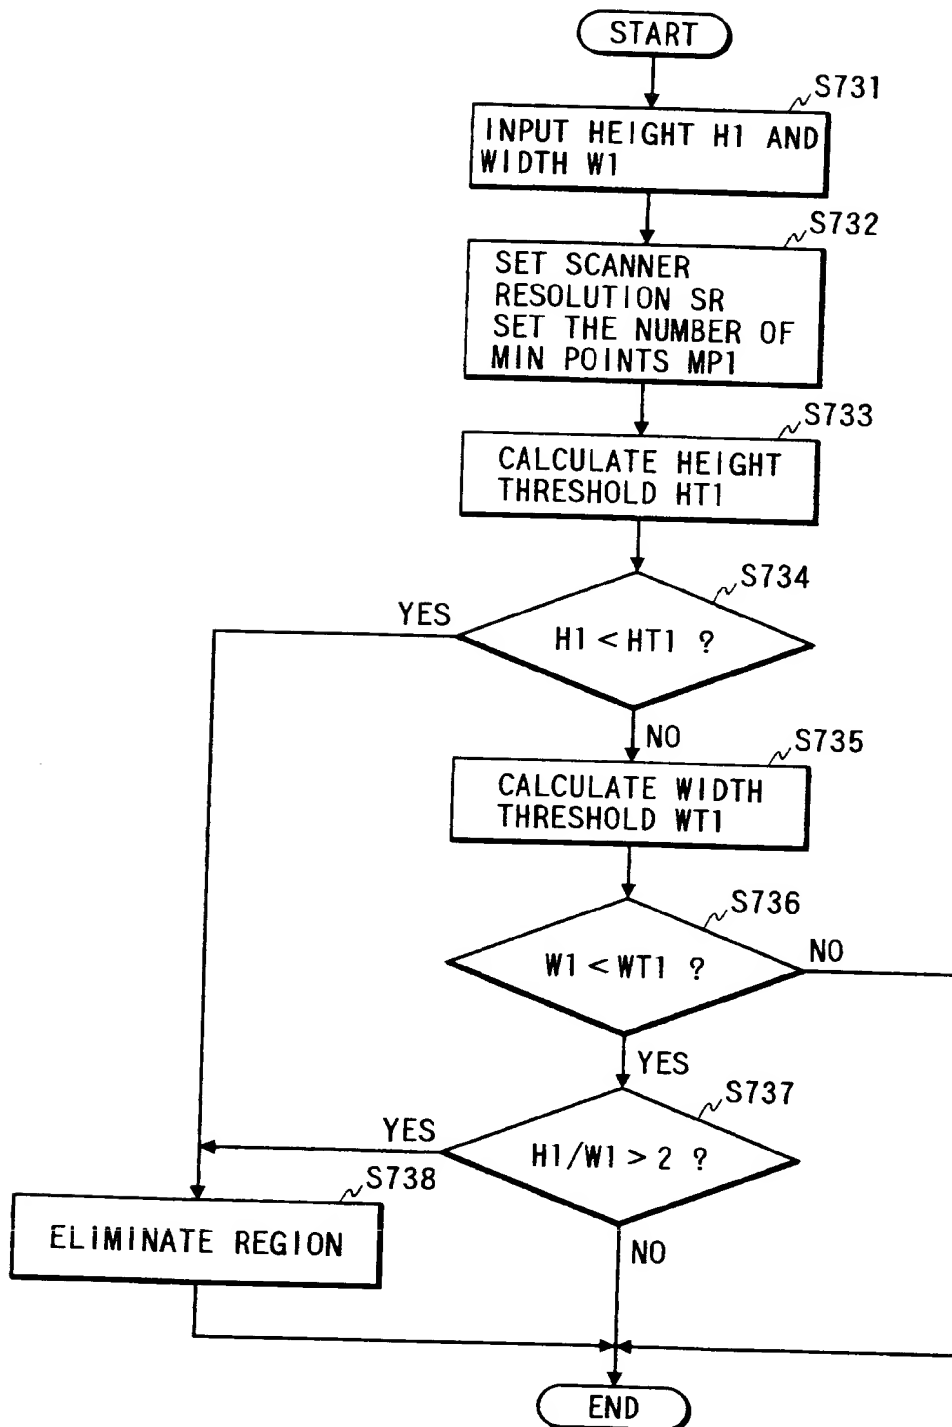 START
S731
INPUT HEIGHT H1 AND
WIDTH W1
S732
SET SCANNER
RESOLUTION SR
SET THE NUMBER OF
MIN POINTS MP1
S733
CALCULATE HEIGHT
THRESHOLD HT1
S734
YES
H1 < HT1 ?
NO
S735
CALCULATE WIDTH
THRESHOLD WT1
S736
W1 < WT1 ?
NO
YES
S737
YES
H1/W1 > 2 ?
S738
ELIMINATE REGION
NO
END